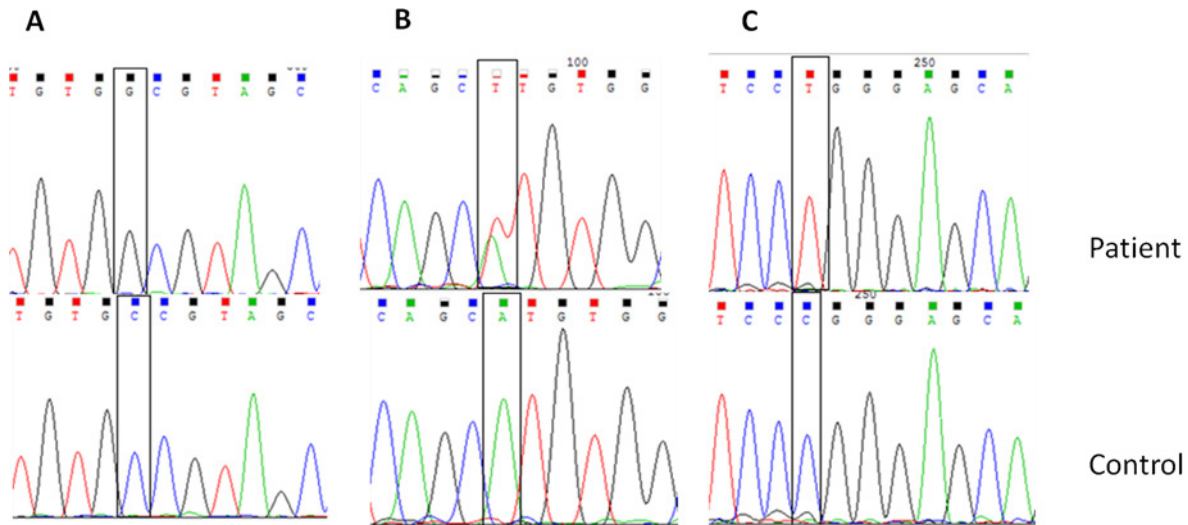 A B C
100
250
T G T G G C G T A G C
C A G C T T G T G G
T C C T G G G A G C A
Patient
250
T G T G C C G T A G C
C A G C A T G T G G
T C C C G G G A G C A
Control